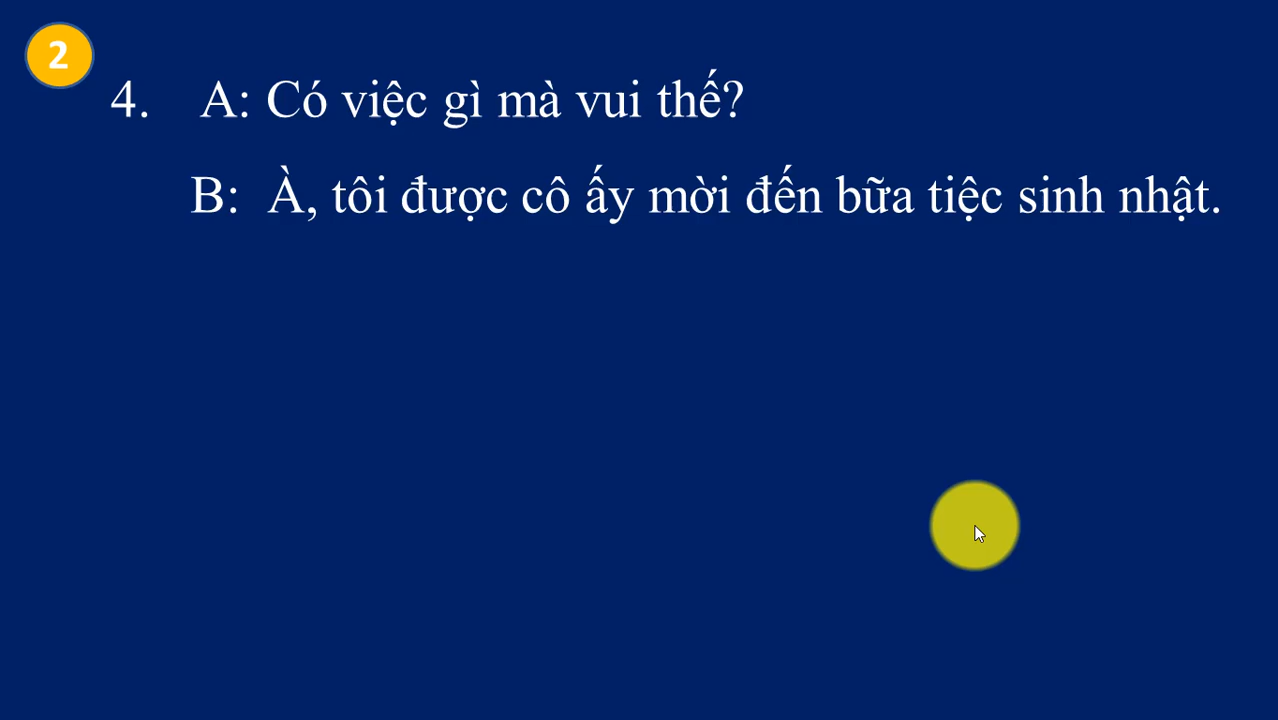 2
4. A: Có việc gì mà vui thế?
B: À, tôi được cô ấy mời đến bữa tiệc sinh nhật.